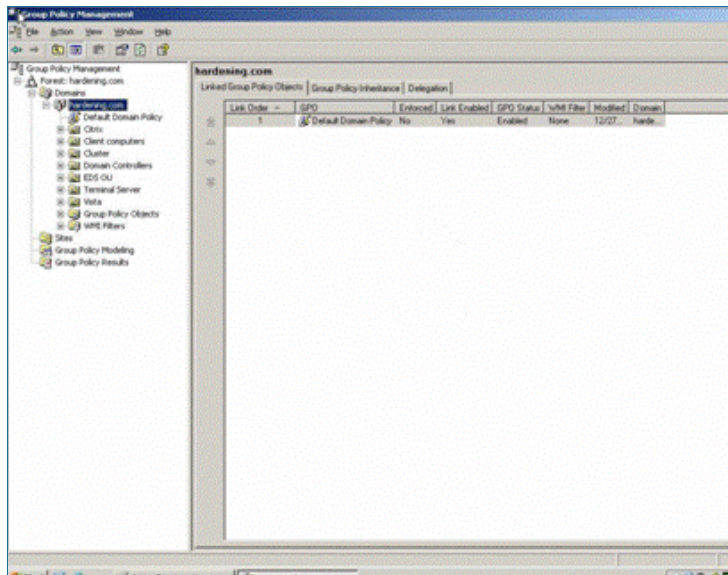 Group Policy Management
File Action View Window Help
Group Policy Management
Forest: hardening.com
Domains
hardening.com
Default Domain Policy
Citrix
Client computers
Cluster
Domain Controllers
EDS OU
Terminal Server
Vista
Group Policy Objects
WMI Filters
Sites
Group Policy Modeling
Group Policy Results
hardening.com
Linked Group Policy Objects Group Policy Inheritance Delegation
Link Order GPO Enforced Link Enabled GPO Status WMI Filter Modified Domain
1 Default Domain Policy No Yes Enabled None 12/27... harde...